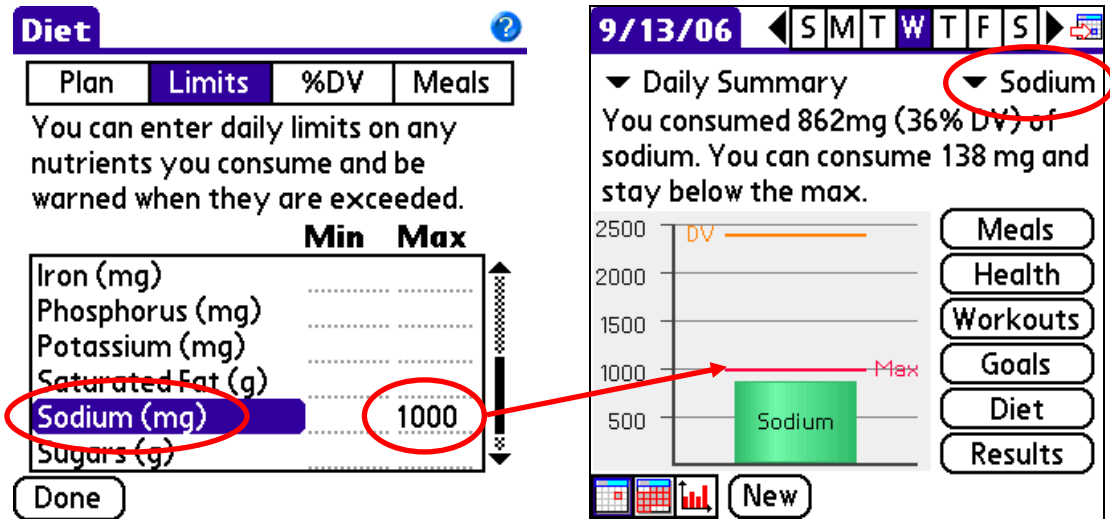 Diet ?
Plan Limits %DV Meals
You can enter daily limits on any
nutrients you consume and be
warned when they are exceeded.
Min Max
Iron (mg)
Phosphorus (mg)
Potassium (mg)
Saturated Fat (g)
Sodium (mg) 1000
Sugars (g)
Done
9/13/06 S M T W T F S
Daily Summary Sodium
You consumed 862mg (36% DV) of
sodium. You can consume 138 mg and
stay below the max.
2500 DV
2000
1500
1000 Max
500 Sodium
Meals
Health
Workouts
Goals
Diet
Results
New